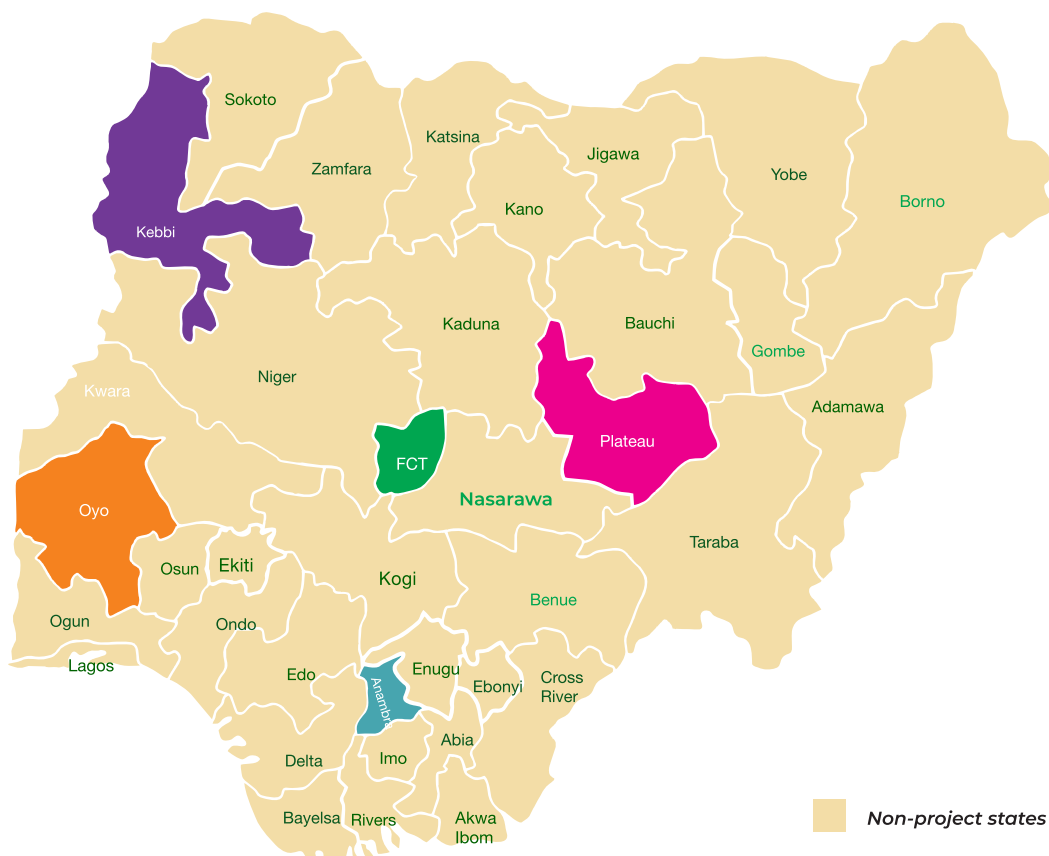 Sokoto
Katsina
Jigawa
Zamfara
Yobe
Borno
Kano
Kebbi
Kaduna
Bauchi
Gombe
Niger
Kwara
Adamawa
Plateau
FCT
Nasarawa
Oyo
Taraba
Osun
Ekiti
Kogi
Benue
Ogun
Ondo
Lagos
Edo
Enugu
Ebonyi
Cross
River
Anambra
Abia
Imo
Delta
Bayelsa
Rivers
Akwa
Ibom
Non-project states